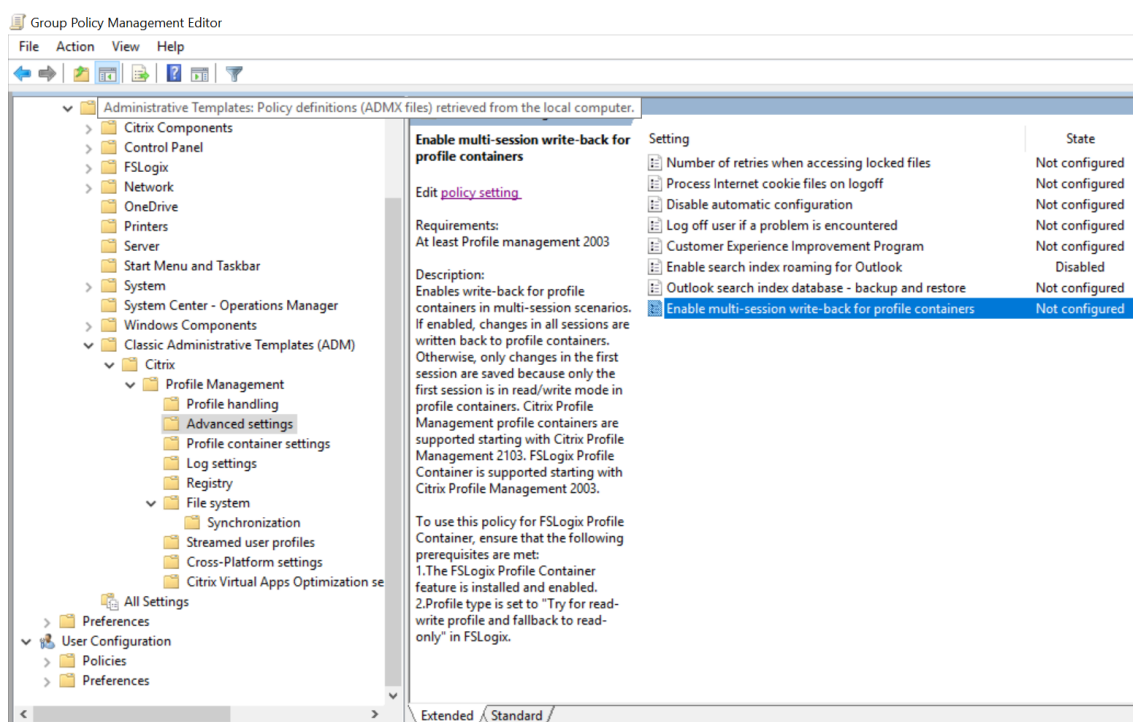 Group Policy Management Editor
File Action View Help
Administrative Templates: Policy definitions (ADMX files) retrieved from the local computer.
Citrix Components
Control Panel
FSLogix
Network
OneDrive
Printers
Server
Start Menu and Taskbar
System
System Center - Operations Manager
Windows Components
Classic Administrative Templates (ADM)
Citrix
Profile Management
Profile handling
Advanced settings
Profile container settings
Log settings
Registry
File system
Synchronization
Streamed user profiles
Cross-Platform settings
Citrix Virtual Apps Optimization se
All Settings
Preferences
User Configuration
Policies
Preferences
Enable multi-session write-back for
profile containers
Edit policy setting
Requirements:
At least Profile management 2003
Description:
Enables write-back for profile
containers in multi-session scenarios.
If enabled, changes in all sessions are
written back to profile containers.
Otherwise, only changes in the first
session are saved because only the
first session is in read/write mode in
profile containers. Citrix Profile
Management profile containers are
supported starting with Citrix Profile
Management 2103. FSLogix Profile
Container is supported starting with
Citrix Profile Management 2003.
To use this policy for FSLogix Profile
Container, ensure that the following
prerequisites are met:
1.The FSLogix Profile Container
feature is installed and enabled.
2.Profile type is set to "Try for read-
write profile and fallback to read-
only" in FSLogix.
Setting State
Number of retries when accessing locked files Not configured
Process Internet cookie files on logoff Not configured
Disable automatic configuration Not configured
Log off user if a problem is encountered Not configured
Customer Experience Improvement Program Not configured
Enable search index roaming for Outlook Disabled
Outlook search index database - backup and restore Not configured
Enable multi-session write-back for profile containers Not configured
Extended Standard